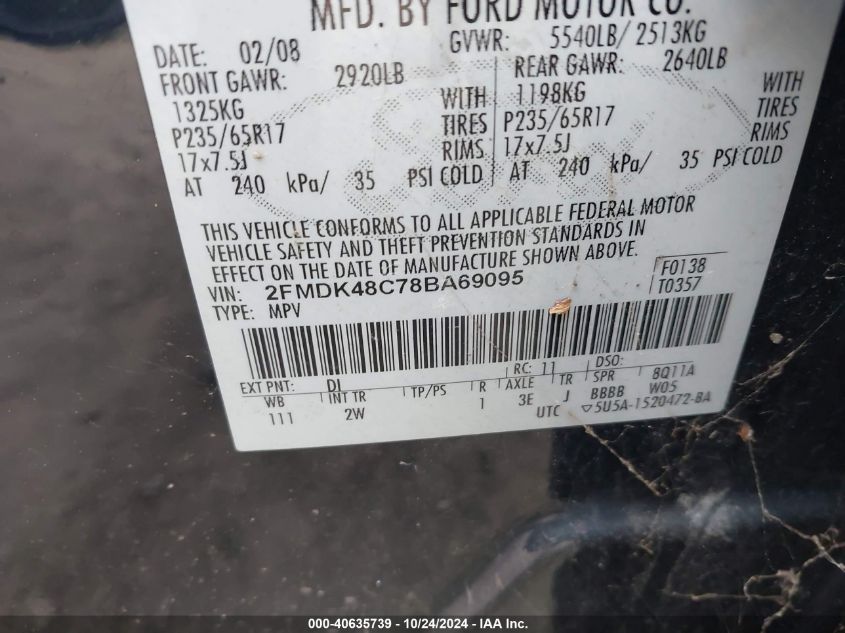 MFD. BY FORD MOTOR CO.
DATE: 02/08 GVWR: 5540LB/ 2513KG
FRONT GAWR: 2920LB REAR GAWR: 2640LB
1325KG WITH 1198KG WITH
P235/65R17 TIRES P235/65R17 TIRES
17x7.5J RIMS 17x7.5J RIMS
AT 240 kPa/ 35 PSI COLD AT 240 kPa/ 35 PSI COLD
THIS VEHICLE CONFORMS TO ALL APPLICABLE FEDERAL MOTOR
VEHICLE SAFETY AND THEFT PREVENTION STANDARDS IN
EFFECT ON THE DATE OF MANUFACTURE SHOWN ABOVE.
VIN: 2FMDK48C78BA69095 F0138
TYPE: MPV T0357
EXT PNT: DI RC: 11 DSO:
WB INT TR TP/PS R AXLE TR SPR 8Q11A
111 2W 1 3E J BBBB W05
UTC ▽5U5A-1520472-BA
000-40635739 - 10/24/2024 - IAAI.com